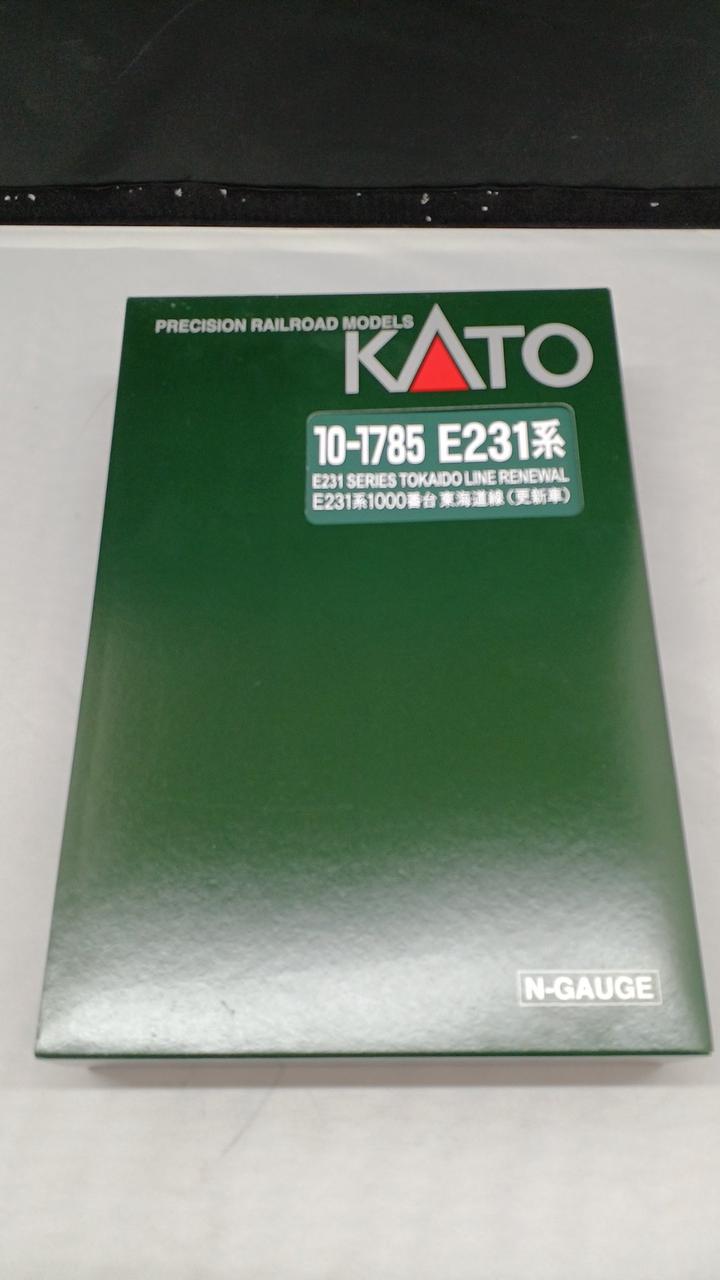 PRECISION RAILROAD MODELS
KATO
10-1785 E231系
E231 SERIES TOKAIDO LINE RENEWAL
E231系1000番台 東海道線(更新車)
N-GAUGE